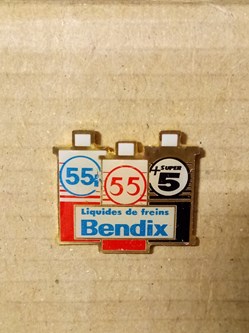 55+
55
+ SUPER
5
Liquides de freins
Bendix